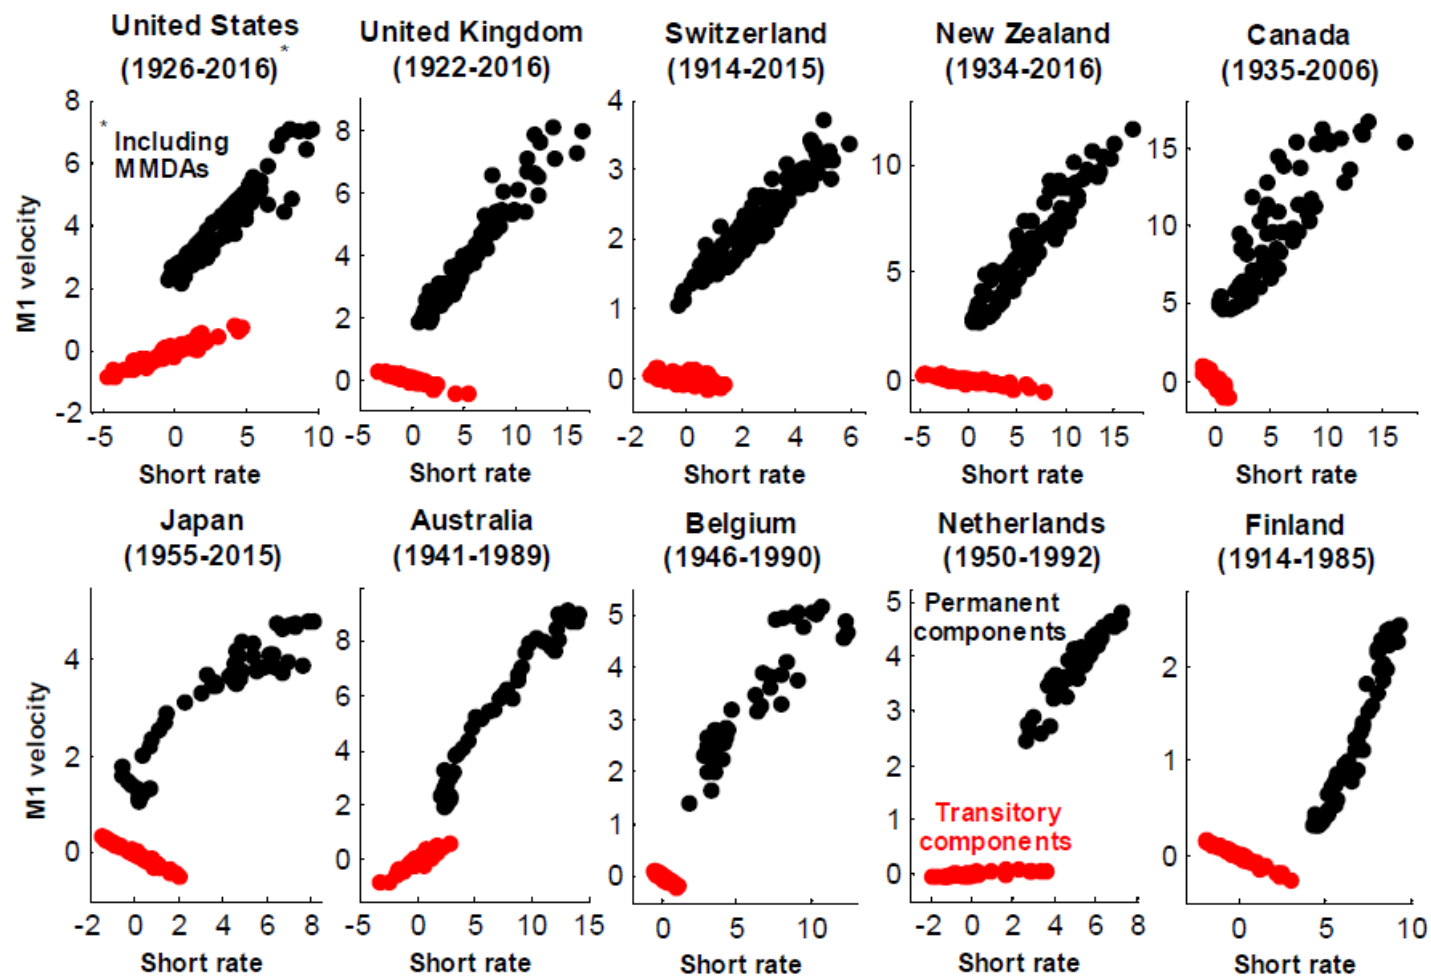 United States
(1926-2016)*
United Kingdom
(1922-2016)
Switzerland
(1914-2015)
New Zealand
(1934-2016)
Canada
(1935-2006)
M1 velocity
8
6
4
2
0
-2
* Including
MMDAs
-5 0 5 10
Short rate
8
6
4
2
0
-5 0 5 10 15
Short rate
4
3
2
1
0
-2 0 2 4 6
Short rate
10
5
0
-5 0 5 10 15
Short rate
15
10
5
0
0 5 10 15
Short rate
Japan
(1955-2015)
Australia
(1941-1989)
Belgium
(1946-1990)
Netherlands
(1950-1992)
Finland
(1914-1985)
M1 velocity
4
2
0
-2 0 2 4 6 8
Short rate
8
6
4
2
0
-5 0 5 10 15
Short rate
5
4
3
2
1
0
0 5 10
Short rate
5
4
3
2
1
0
Permanent
components
Transitory
components
-2 0 2 4 6 8
Short rate
2
1
0
0 5 10
Short rate